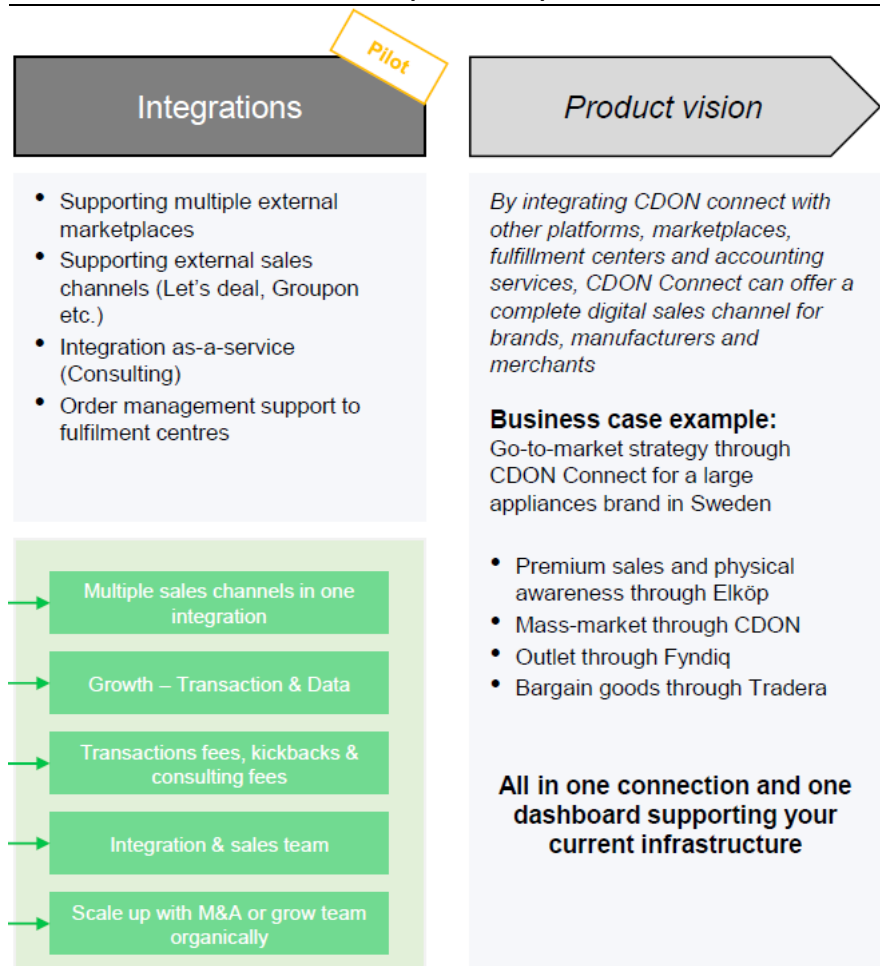 Pilot
Integrations
• Supporting multiple external
marketplaces
• Supporting external sales
channels (Let's deal, Groupon
etc.)
• Integration as-a-service
(Consulting)
• Order management support to
fulfilment centres
Multiple sales channels in one
integration
Growth – Transaction & Data
Transactions fees, kickbacks &
consulting fees
Integration & sales team
Scale up with M&A or grow team
organically
Product vision
By integrating CDON connect with
other platforms, marketplaces,
fulfillment centers and accounting
services, CDON Connect can offer a
complete digital sales channel for
brands, manufacturers and
merchants
Business case example:
Go-to-market strategy through
CDON Connect for a large
appliances brand in Sweden
• Premium sales and physical
awareness through Elköp
• Mass-market through CDON
• Outlet through Fyndiq
• Bargain goods through Tradera
All in one connection and one
dashboard supporting your
current infrastructure